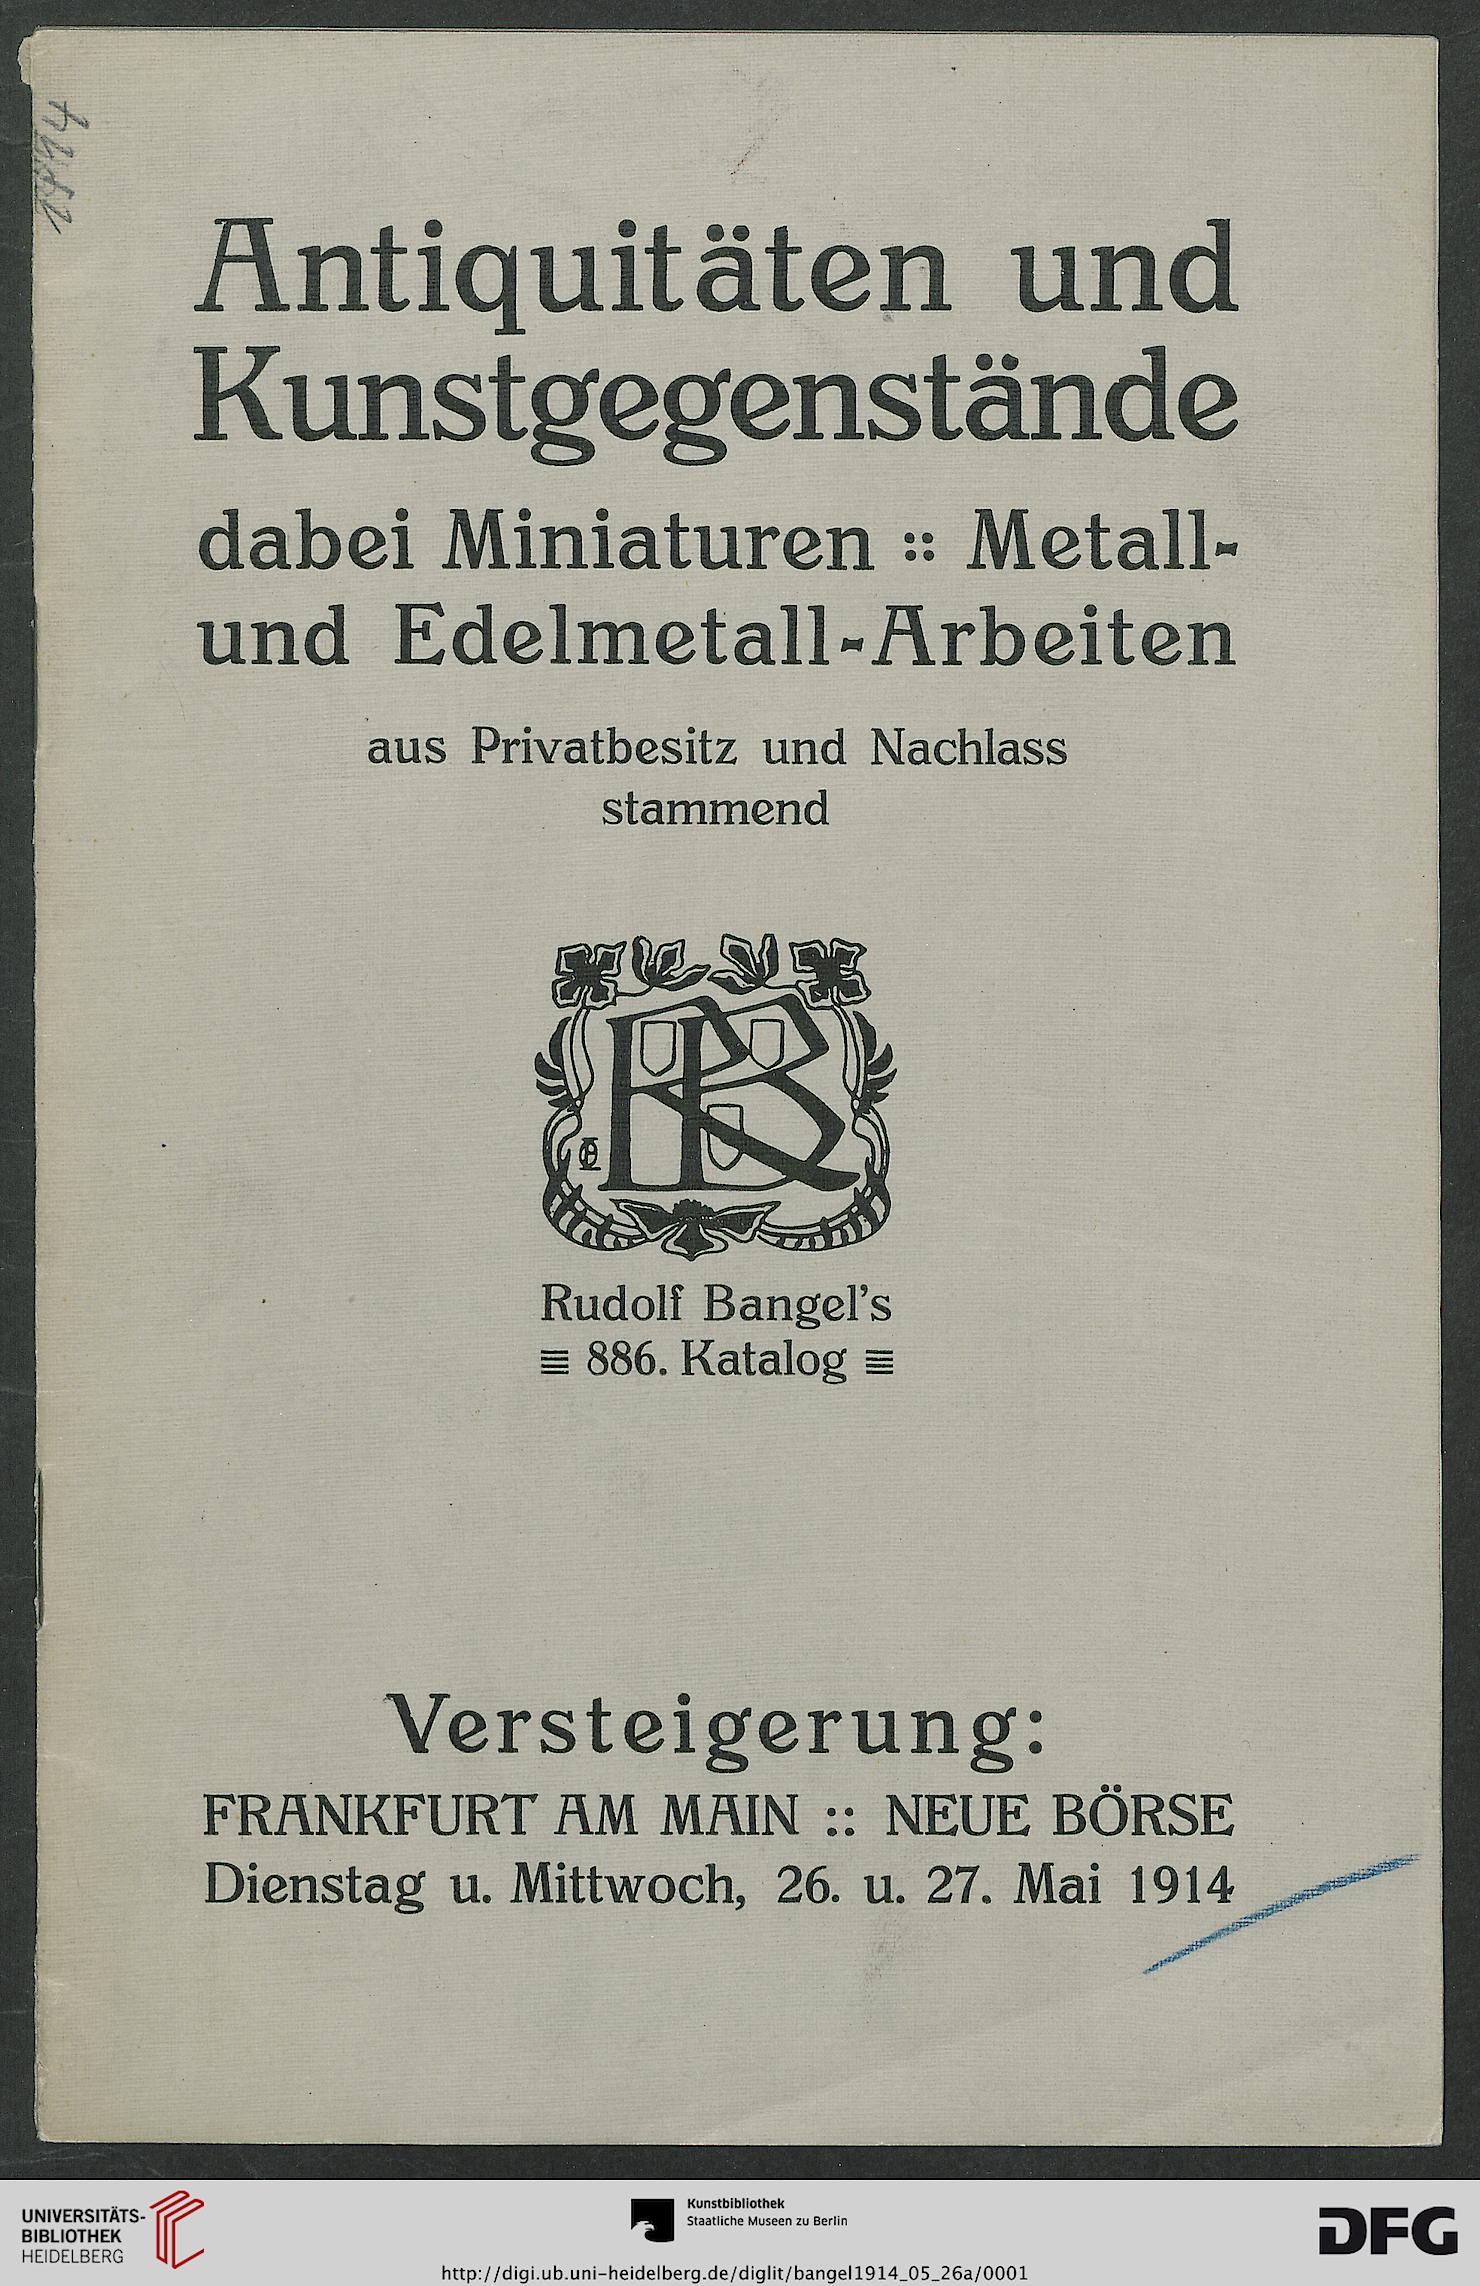 1914
Antiquitäten und
Kunstgegenstände
dabei Miniaturen :: Metall-
und Edelmetall-Arbeiten
aus Privatbesitz und Nachlass
stammend
RB
Rudolf Bangel's
≣ 886. Katalog ≣
Versteigerung:
FRANKFURT AM MAIN :: NEUE BÖRSE
Dienstag u. Mittwoch, 26. u. 27. Mai 1914
UNIVERSITÄTS-
BIBLIOTHEK
HEIDELBERG
Kunstbibliothek
Staatliche Museen zu Berlin
http://digi.ub.uni-heidelberg.de/diglit/bangel1914_05_26a/0001
DFG